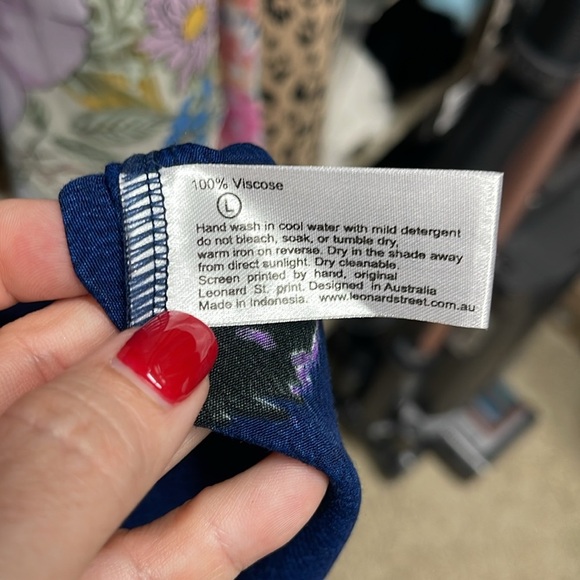 100% Viscose
L
Hand wash in cool water with mild detergent
do not bleach, soak, or tumble dry,
warm iron on reverse. Dry in the shade away
from direct sunlight. Dry cleanable.
Screen printed by hand, original
Leonard St. print. Designed in Australia
Made in Indonesia. www.leonardstreet.com.au